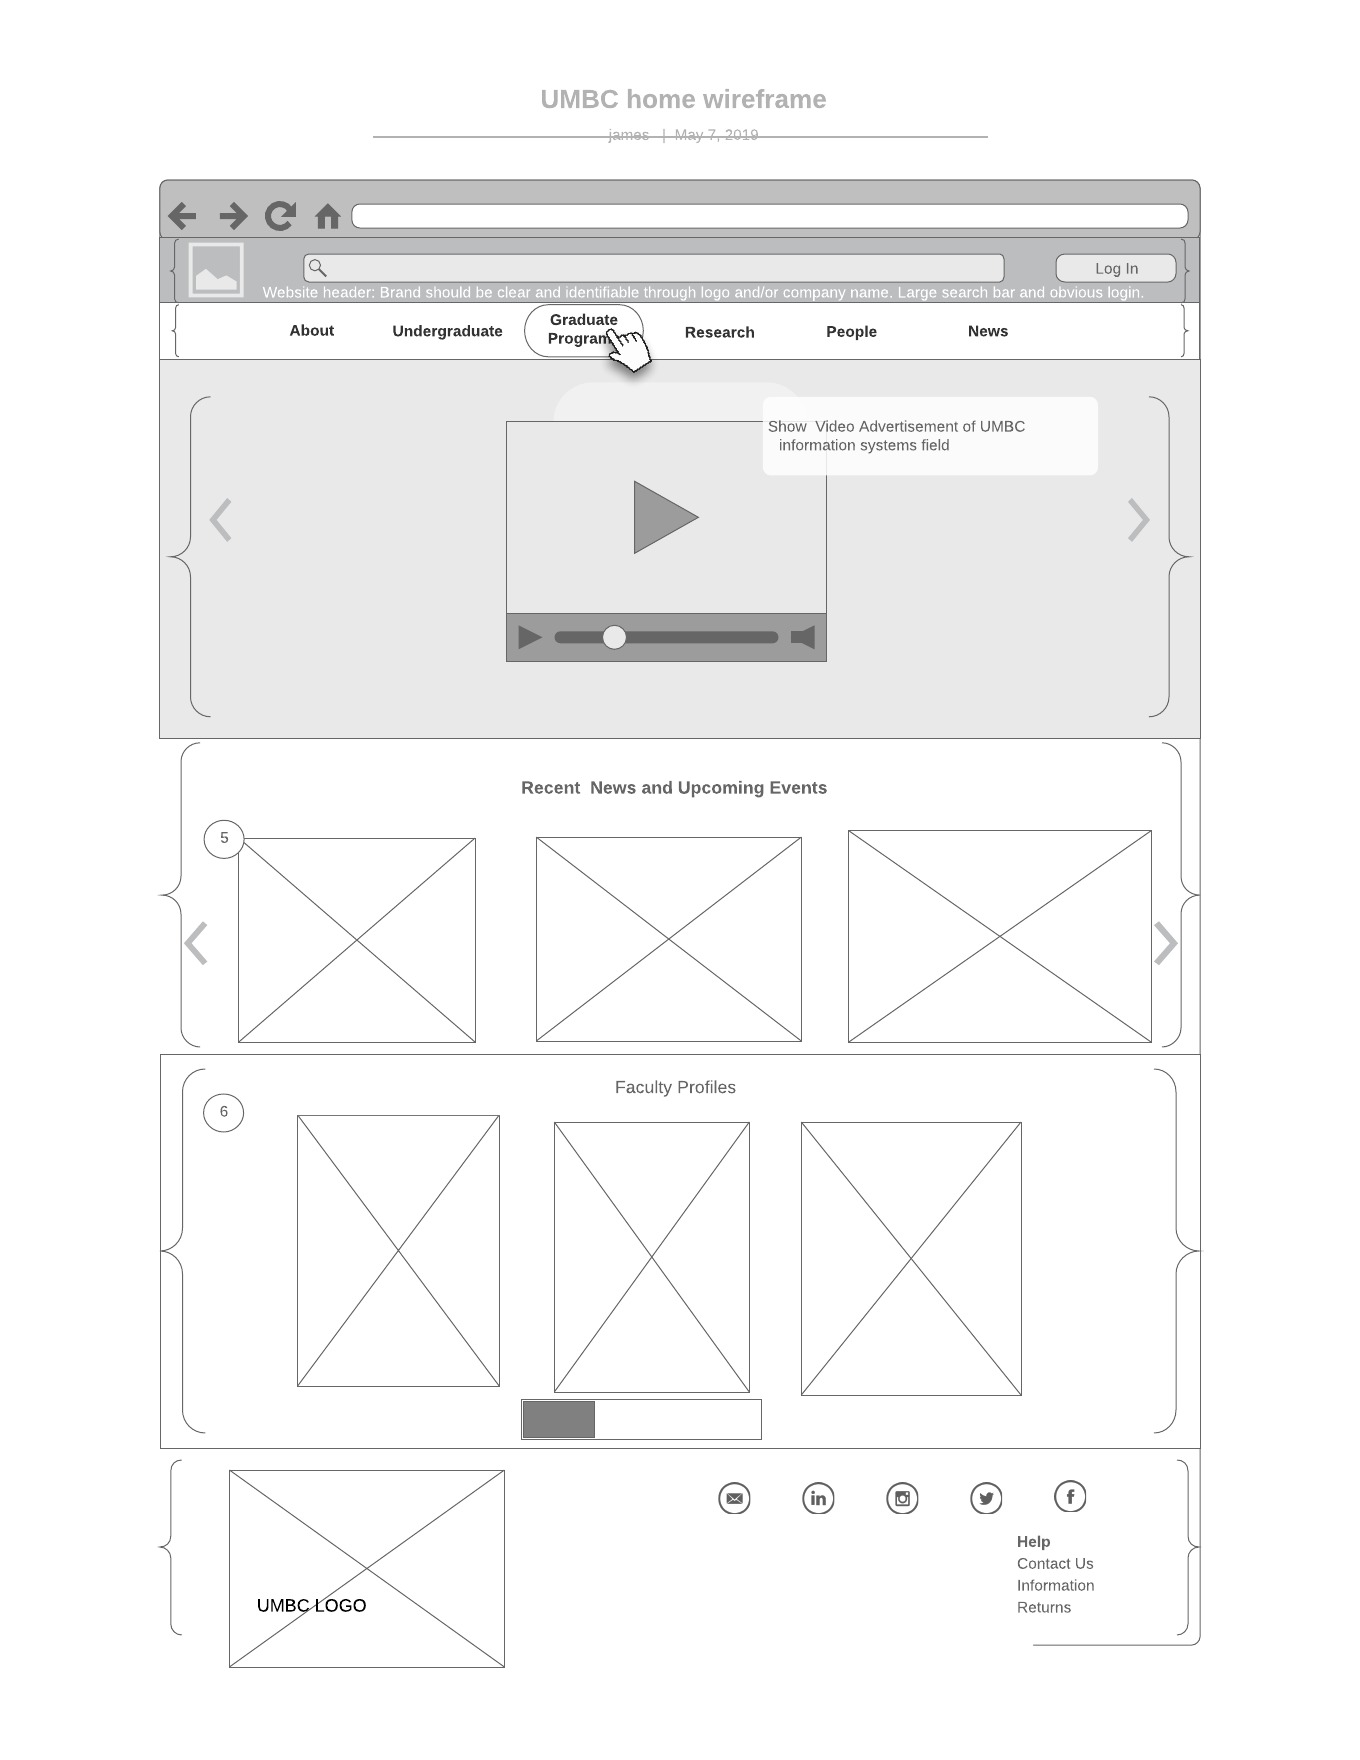 UMBC home wireframe
james | May 7, 2019
Log In
Website header: Brand should be clear and identifiable through logo and/or company name. Large search bar and obvious login.
About
Undergraduate
Graduate
Program
Research
People
News
Show Video Advertisement of UMBC
information systems field
Recent News and Upcoming Events
5
Faculty Profiles
6
in
f
Help
Contact Us
Information
Returns
UMBC LOGO